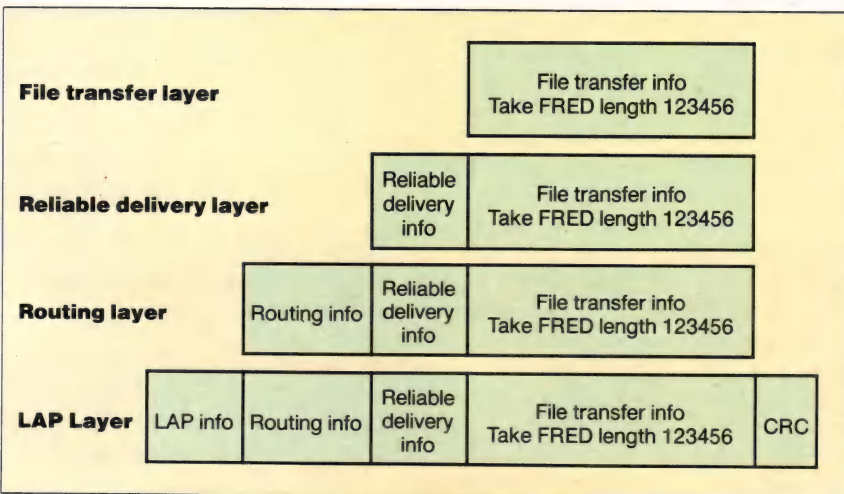 File transfer layer
File transfer info
Take FRED length 123456
Reliable delivery layer
Reliable
delivery
info
File transfer info
Take FRED length 123456
Routing layer
Routing info
Reliable
delivery
info
File transfer info
Take FRED length 123456
LAP Layer
LAP info
Routing info
Reliable
delivery
info
File transfer info
Take FRED length 123456
CRC